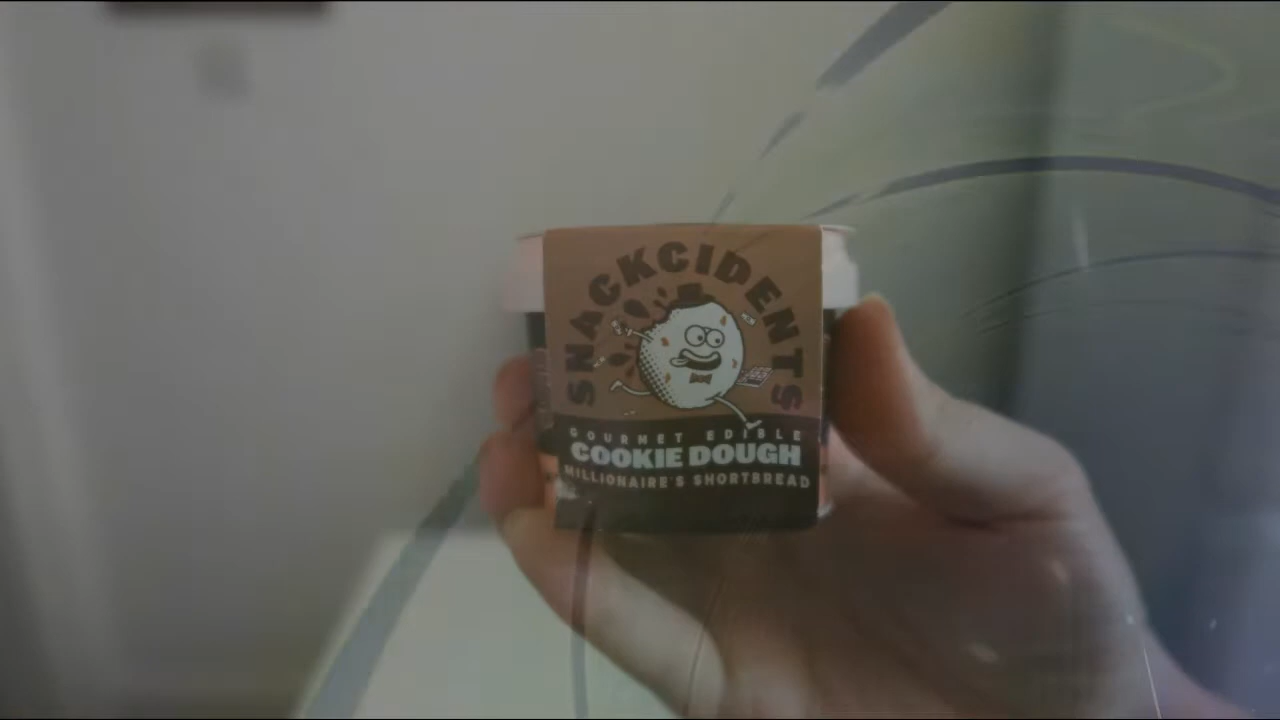 SNACKCIDENTS
GOURMET EDIBLE
COOKIE DOUGH
MILLIONAIRE'S SHORTBREAD